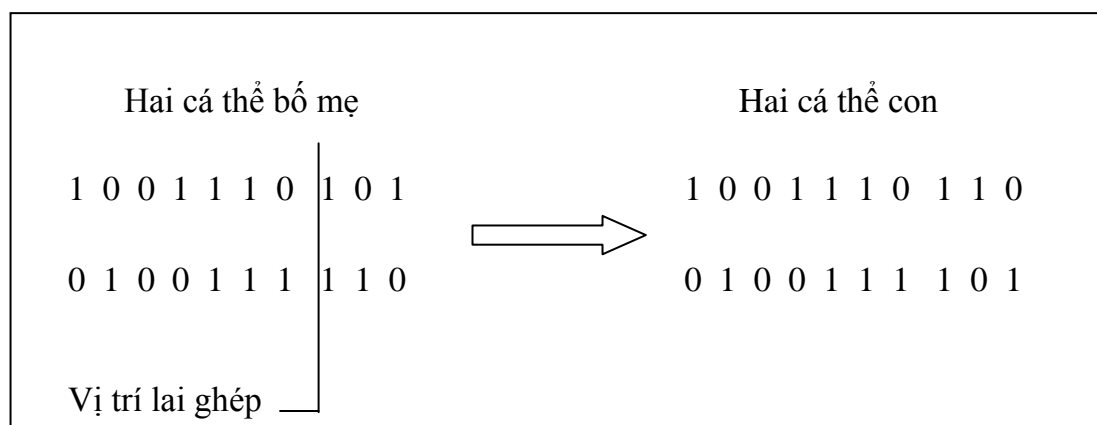 Hai cá thể bố mẹ Hai cá thể con
1 0 0 1 1 1 0 1 0 1 1 0 0 1 1 1 0 1 1 0
0 1 0 0 1 1 1 1 1 0 0 1 0 0 1 1 1 1 0 1
Vị trí lai ghép